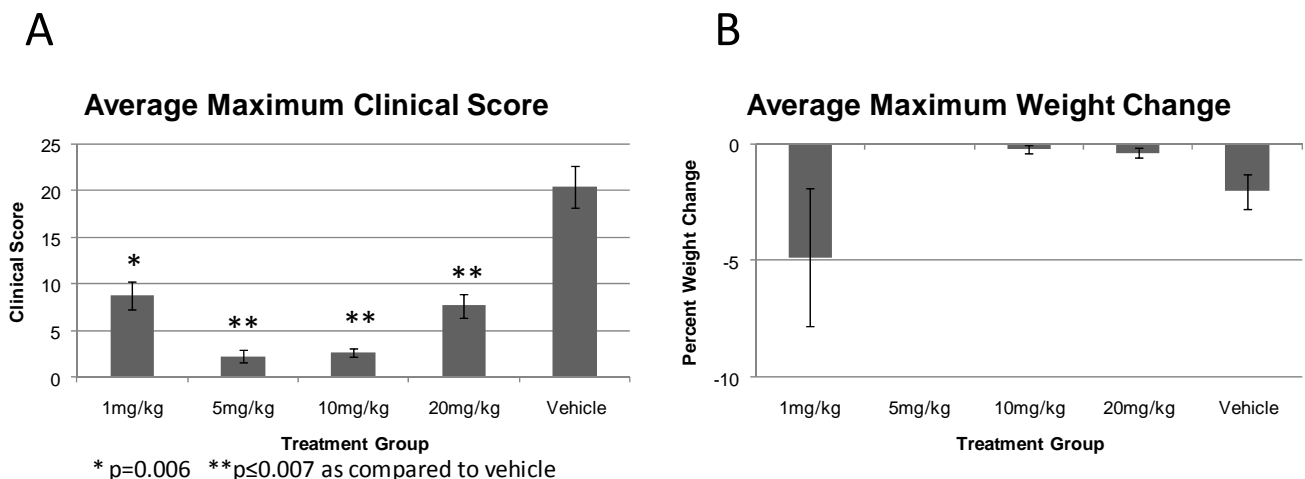 A
Average Maximum Clinical Score
Clinical Score
25
20
15
10
5
0
*
**
**
**
1mg/kg 5mg/kg 10mg/kg 20mg/kg Vehicle
Treatment Group
* p=0.006 **p≤0.007 as compared to vehicle
B
Average Maximum Weight Change
Percent Weight Change
0
-5
-10
1mg/kg 5mg/kg 10mg/kg 20mg/kg Vehicle
Treatment Group